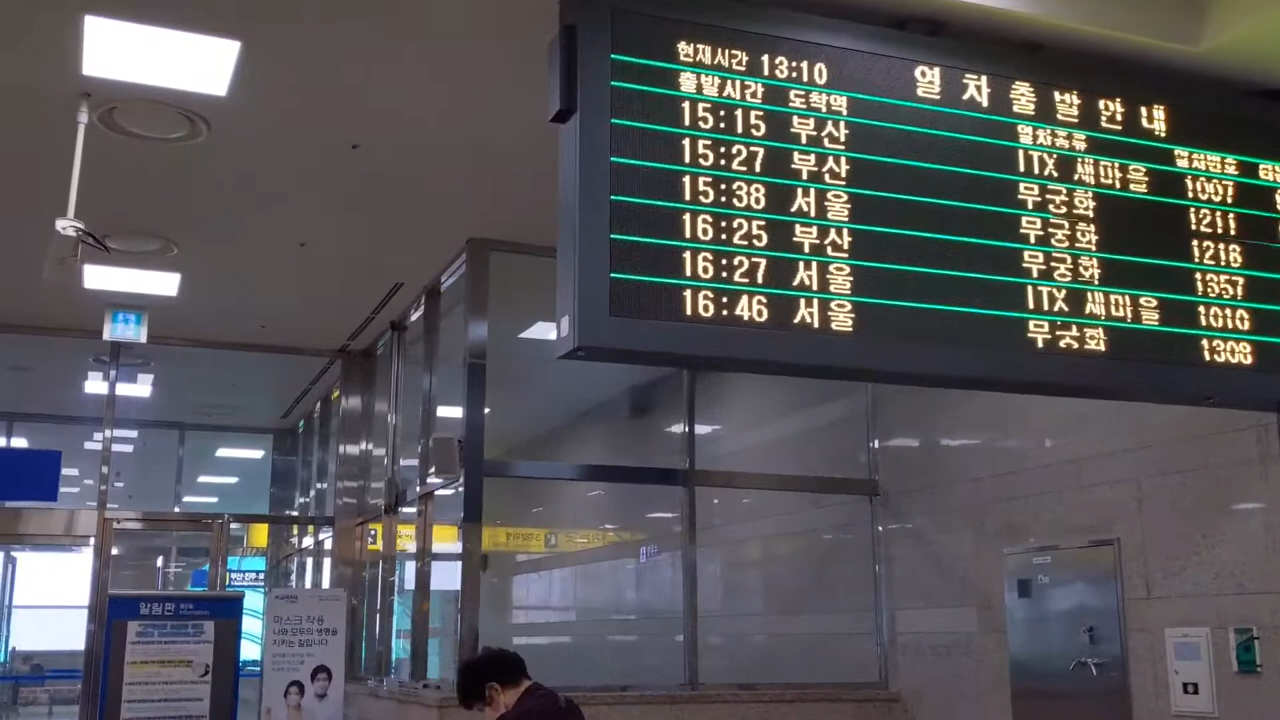 현재시간 13:10
열차출발안내
출발시간 도착역 열차종류 열차번호
15:15 부산 ITX 새마을 1007
15:27 부산 무궁화 1211
15:38 서울 무궁화 1218
16:25 부산 무궁화 1357
16:27 서울 ITX 새마을 1010
16:46 서울 무궁화 1308
알림판 Information
마스크 착용
나와 모두의 생명을
지키는 길입니다